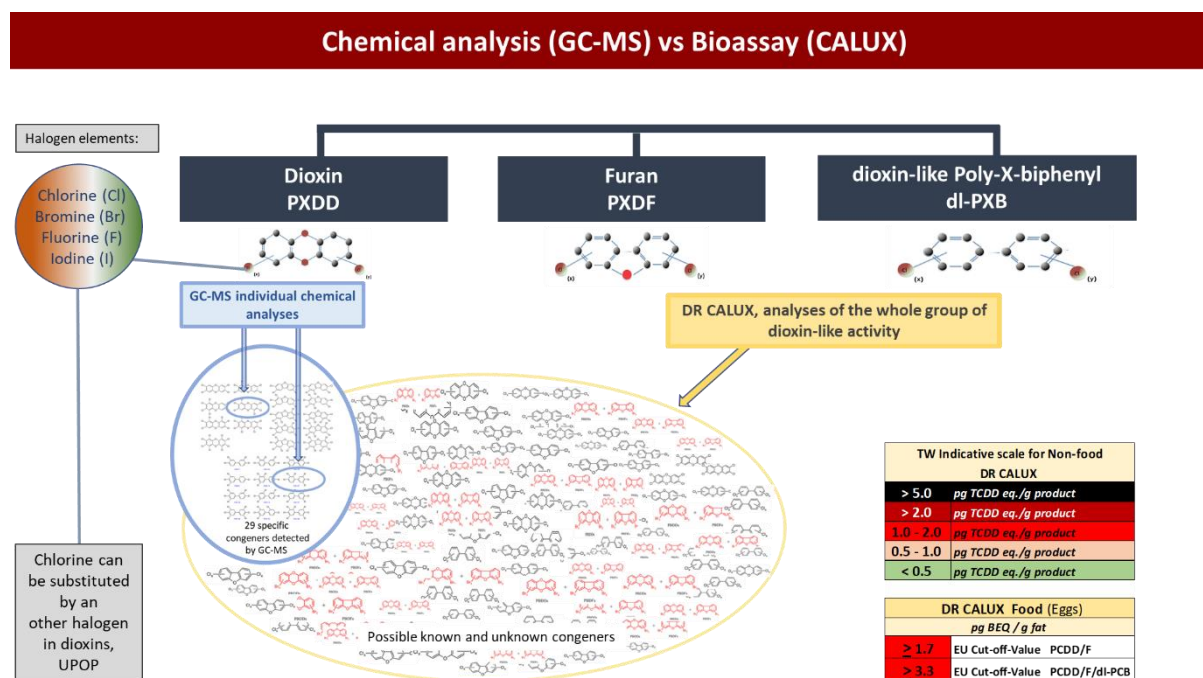 Chemical analysis (GC-MS) vs Bioassay (CALUX)
Halogen elements:
Chlorine (Cl)
Bromine (Br)
Fluorine (F)
Iodine (I)
Dioxin
PXDD
Furan
PXDF
dioxin-like Poly-X-biphenyl
dl-PXB
(x)
(y)
(x)
(y)
(x)
(y)
GC-MS individual chemical
analyses
DR CALUX, analyses of the whole group of
dioxin-like activity
29 specific
congeners detected
by GC-MS
Possible known and unknown congeners
Chlorine can
be substituted
by an
other halogen
in dioxins,
UPOP
TW Indicative scale for Non-food
DR CALUX
> 5.0 pg TCDD eq./g product
> 2.0 pg TCDD eq./g product
1.0 - 2.0 pg TCDD eq./g product
0.5 - 1.0 pg TCDD eq./g product
< 0.5 pg TCDD eq./g product
DR CALUX Food (Eggs)
pg BEQ / g fat
≥ 1.7 EU Cut-off-Value PCDD/F
> 3.3 EU Cut-off-Value PCDD/F/dl-PCB